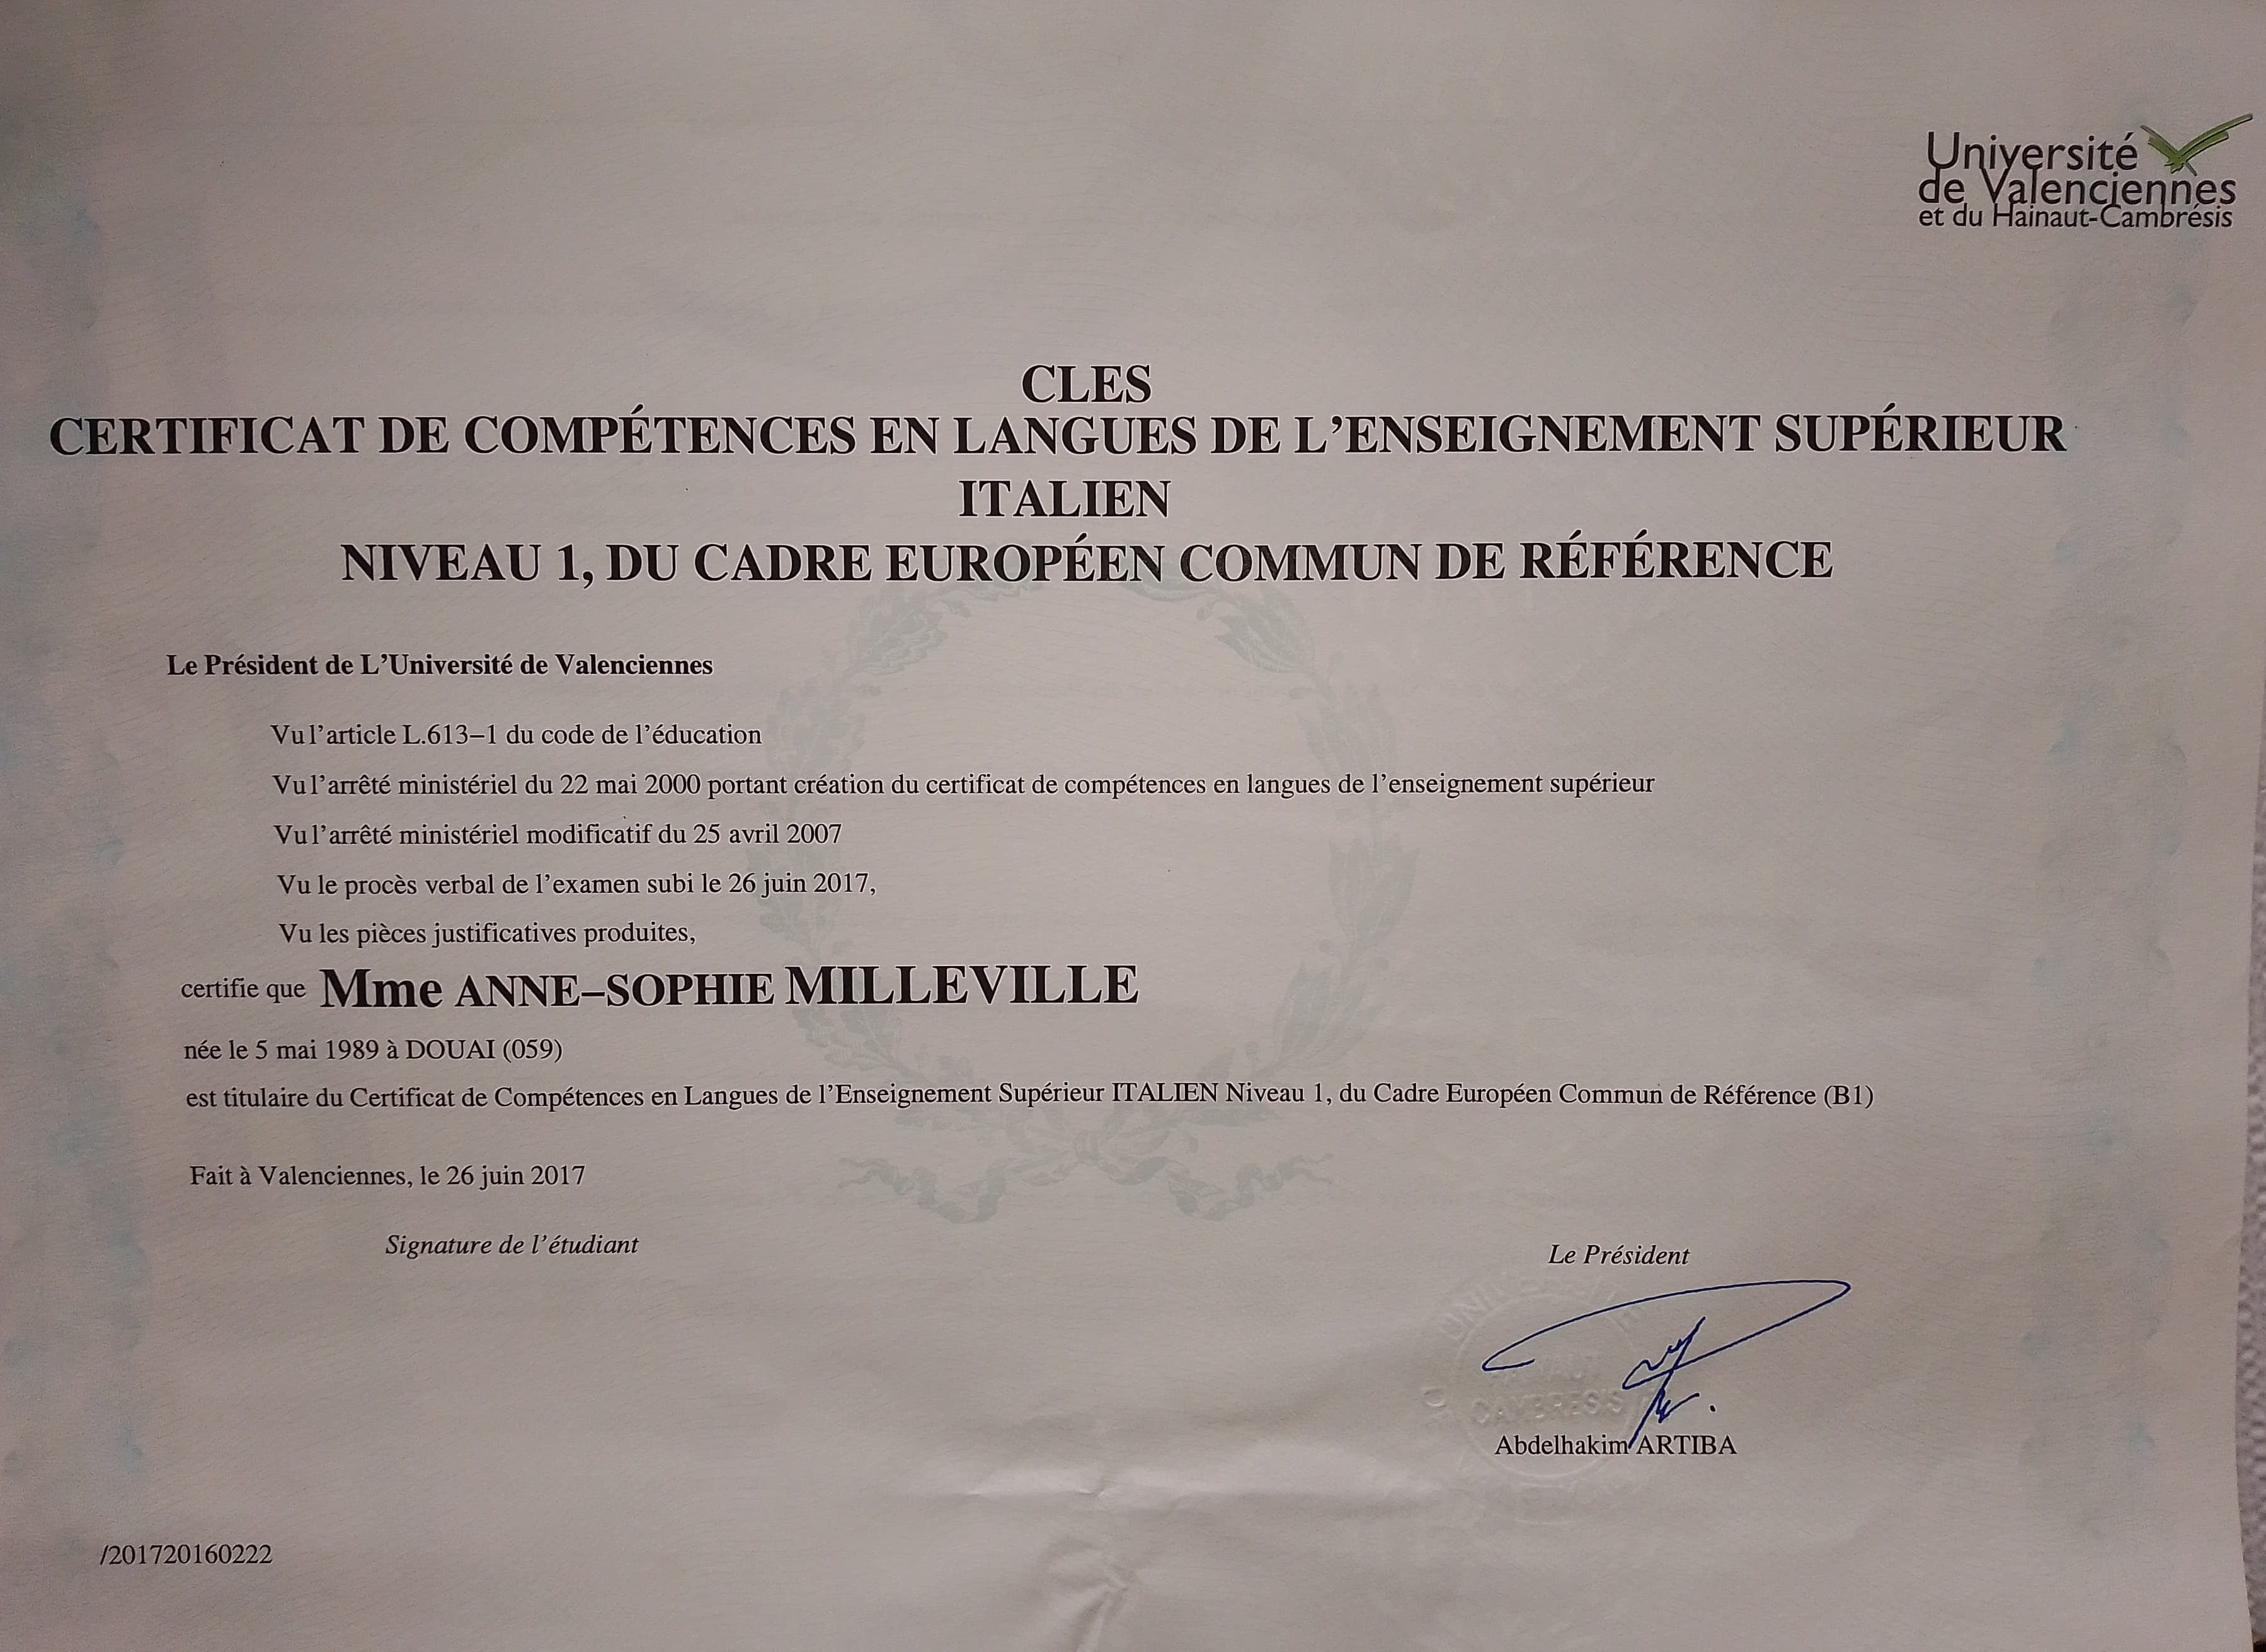 Université
de Valenciennes
et du Hainaut-Cambrésis
CLES
CERTIFICAT DE COMPÉTENCES EN LANGUES DE L'ENSEIGNEMENT SUPÉRIEUR
ITALIEN
NIVEAU 1, DU CADRE EUROPÉEN COMMUN DE RÉFÉRENCE
Le Président de L'Université de Valenciennes
Vu l'article L.613–1 du code de l'éducation
Vu l'arrêté ministériel du 22 mai 2000 portant création du certificat de compétences en langues de l'enseignement supérieur
Vu l'arrêté ministériel modificatif du 25 avril 2007
Vu le procès verbal de l'examen subi le 26 juin 2017,
Vu les pièces justificatives produites,
certifie que Mme ANNE–SOPHIE MILLEVILLE
née le 5 mai 1989 à DOUAI (059)
est titulaire du Certificat de Compétences en Langues de l'Enseignement Supérieur ITALIEN Niveau 1, du Cadre Européen Commun de Référence (B1)
Fait à Valenciennes, le 26 juin 2017
Signature de l'étudiant
Le Président
CAMBRESIS
Abdelhakim ARTIBA
/201720160222